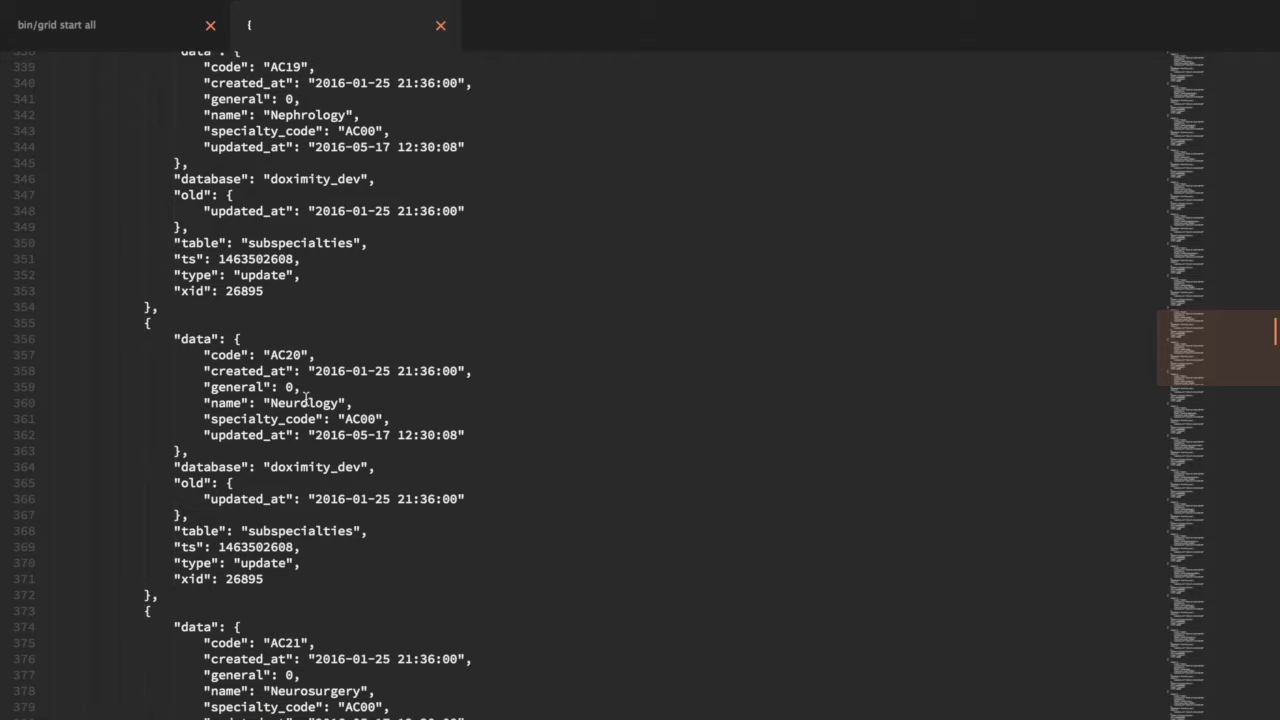 338 "data": {
339 "code": "AC19",
340 "created_at": "2016-01-25 21:36:00",
341 "general": 0,
342 "name": "Nephrology",
343 "specialty_code": "AC00",
344 "updated_at": "2016-05-17 12:30:08"
345 },
346 "database": "doximity_dev",
347 "old": {
348 "updated_at": "2016-01-25 21:36:00"
349 },
350 "table": "subspecialties",
351 "ts": 1463502608,
352 "type": "update",
353 "xid": 26895
354 },
355 {
356 "data": {
357 "code": "AC20",
358 "created_at": "2016-01-25 21:36:00",
359 "general": 0,
360 "name": "Neurology",
361 "specialty_code": "AC00",
362 "updated_at": "2016-05-17 12:30:08"
363 },
364 "database": "doximity_dev",
365 "old": {
366 "updated_at": "2016-01-25 21:36:00"
367 },
368 "table": "subspecialties",
369 "ts": 1463502608,
370 "type": "update",
371 "xid": 26895
372 },
373 {
374 "data": {
375 "code": "AC21",
376 "created_at": "2016-01-25 21:36:00",
377 "general": 0,
378 "name": "Neurosurgery",
379 "specialty_code": "AC00",
bin/grid start all
{